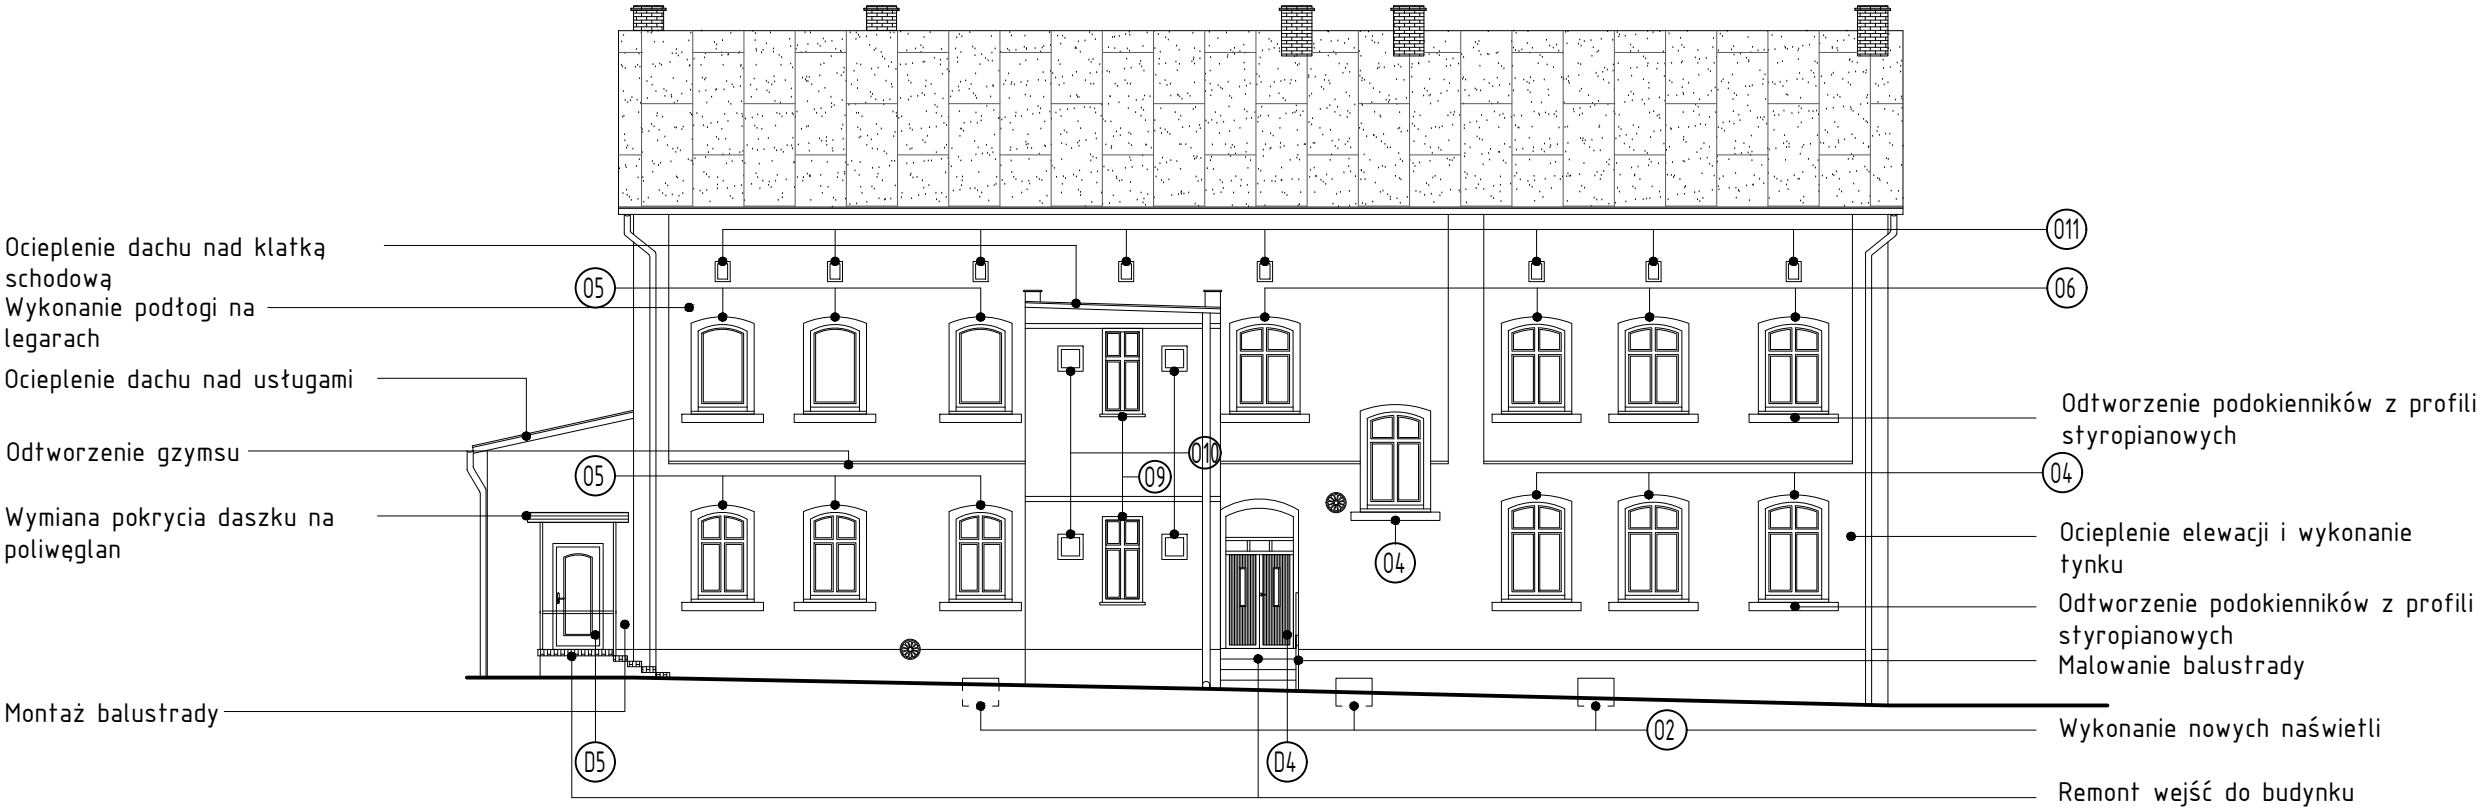 Ocieplenie dachu nad klatką
schodową
Wykonanie podłogi na
legarach
Ocieplenie dachu nad usługami
Odtworzenie gzymsu
Wymiana pokrycia daszku na
poliwęglan
Montaż balustrady
O5
O5
D5
O10
O9
O4
D4
O11
O6
Odtworzenie podokienników z profili
styropianowych
O4
Ocieplenie elewacji i wykonanie
tynku
Odtworzenie podokienników z profili
styropianowych
Malowanie balustrady
O2
Wykonanie nowych naświetli
Remont wejść do budynku